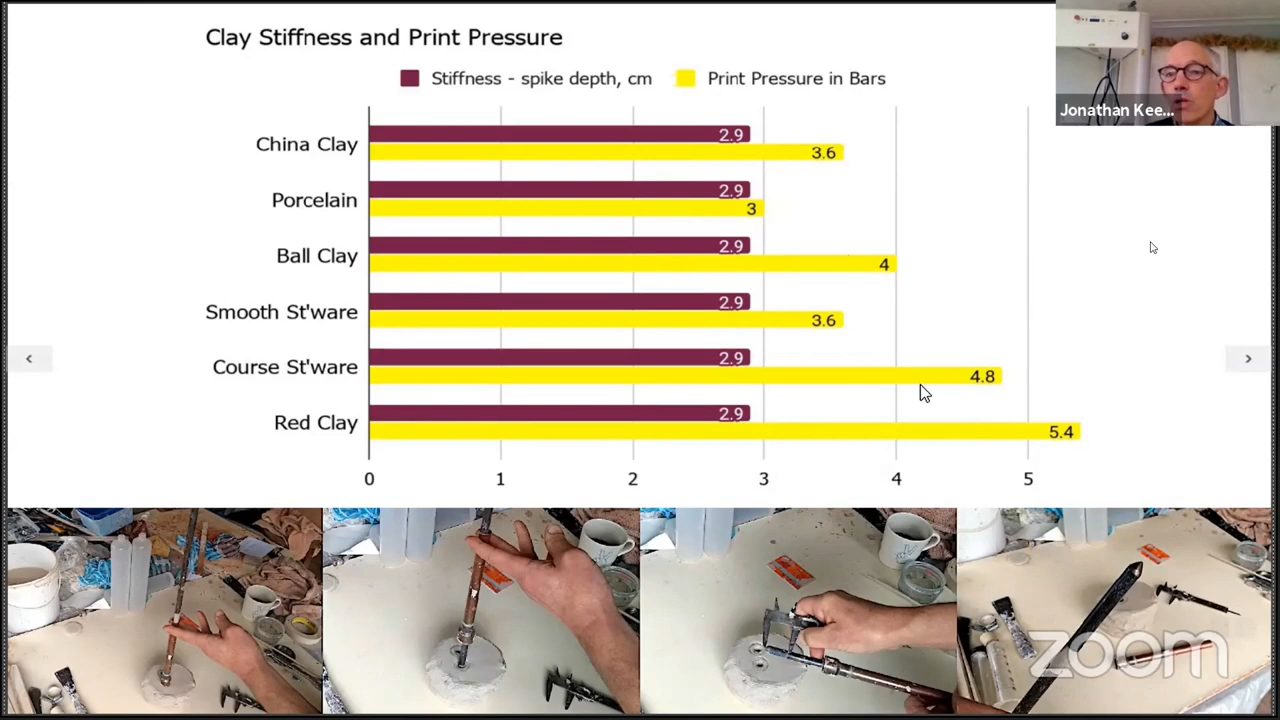 Clay Stiffness and Print Pressure
Stiffness - spike depth, cm
Print Pressure in Bars
Jonathan Kee...
China Clay
2.9
3.6
Porcelain
2.9
3
Ball Clay
2.9
4
Smooth St'ware
2.9
3.6
Course St'ware
2.9
4.8
Red Clay
2.9
5.4
0 1 2 3 4 5
zoom